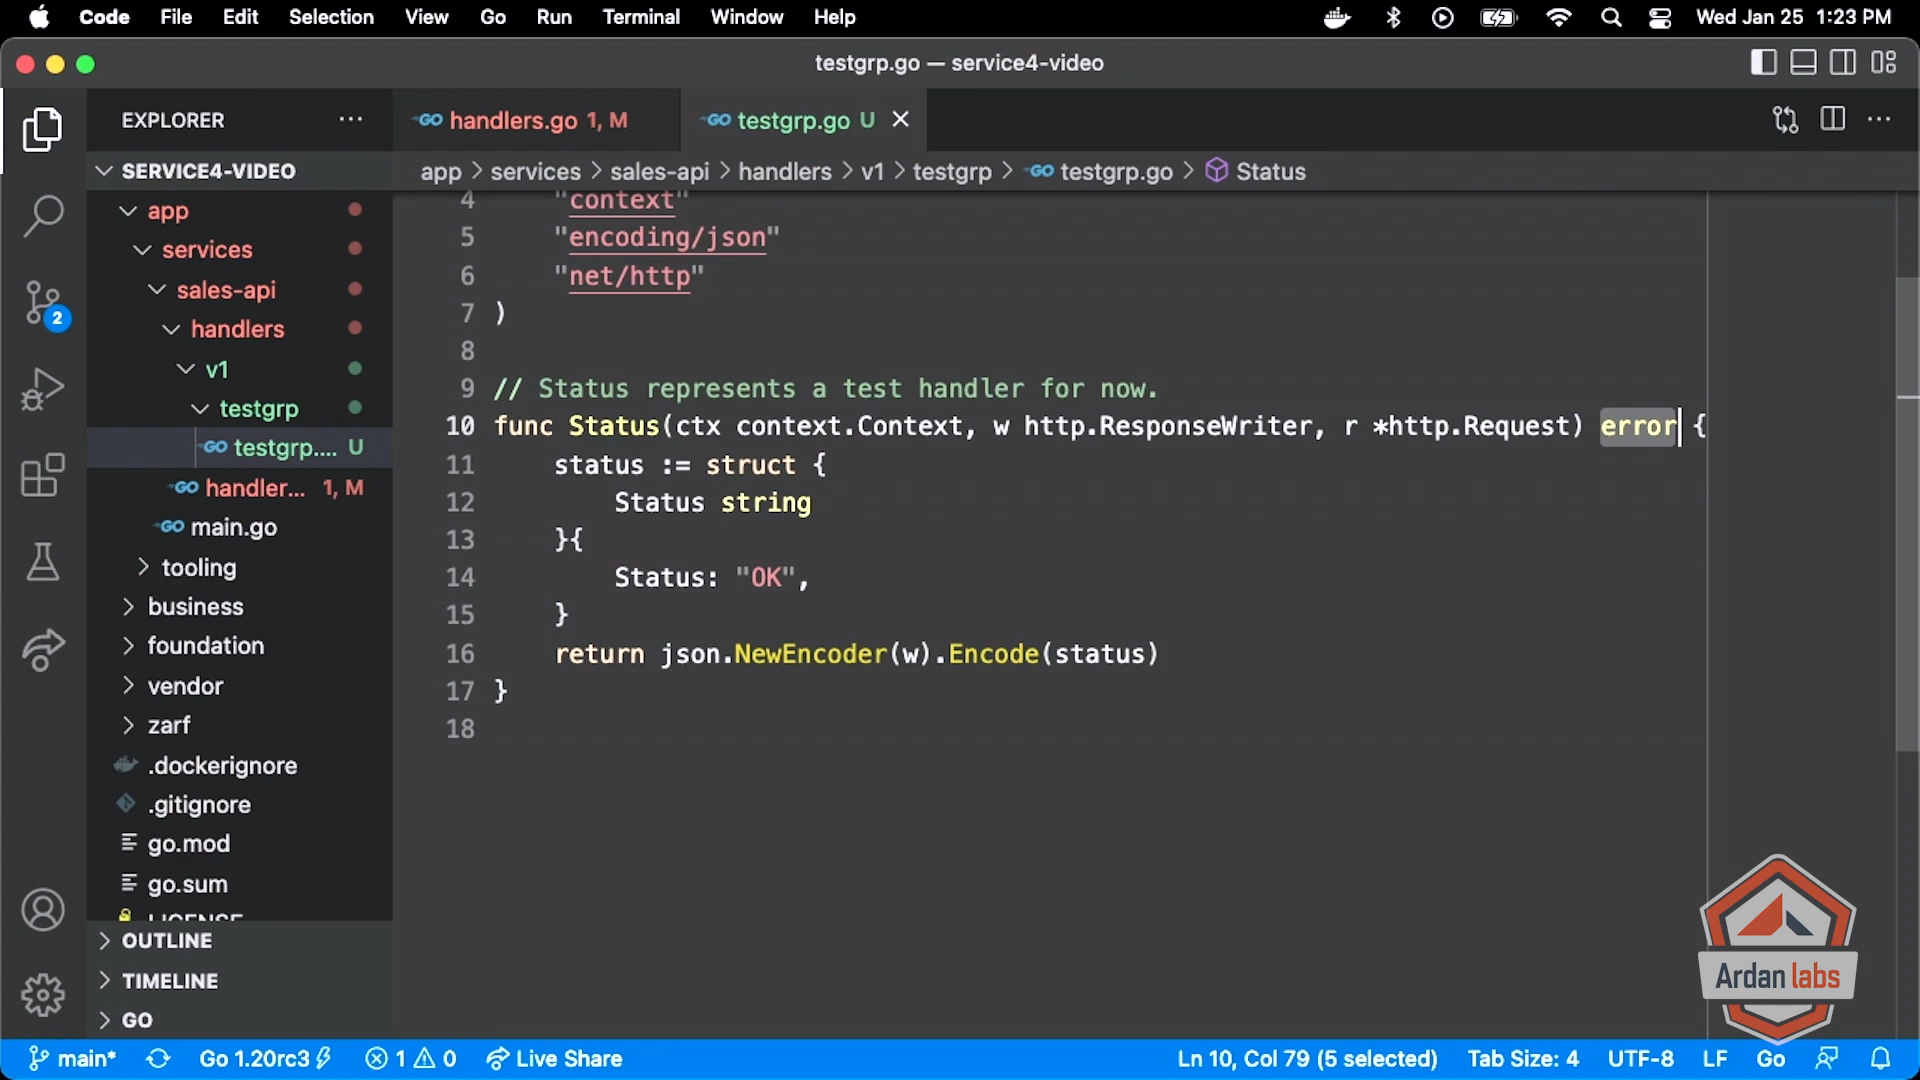 Code File Edit Selection View Go Run Terminal Window Help Wed Jan 25 1:23 PM
testgrp.go — service4-video
EXPLORER ···
handlers.go 1, M
testgrp.go U
SERVICE4-VIDEO
app > services > sales-api > handlers > v1 > testgrp > testgrp.go > Status
app
services
sales-api
handlers
v1
testgrp
testgrp.... U
handler... 1, M
main.go
tooling
business
foundation
vendor
zarf
.dockerignore
.gitignore
go.mod
go.sum
LICENSE
OUTLINE
TIMELINE
GO
2
4 "context"
5 "encoding/json"
6 "net/http"
7 )
8
9 // Status represents a test handler for now.
10 func Status(ctx context.Context, w http.ResponseWriter, r *http.Request) error {
11 status := struct {
12 Status string
13 }{
14 Status: "OK",
15 }
16 return json.NewEncoder(w).Encode(status)
17 }
18
Ardan labs
main* Go 1.20rc3 1 0 Live Share Ln 10, Col 79 (5 selected) Tab Size: 4 UTF-8 LF Go